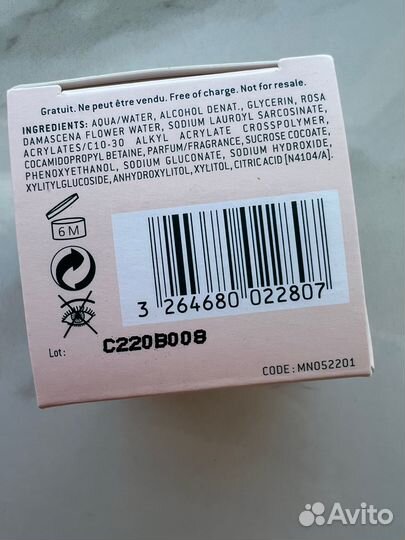 Gratuit. Ne peut être vendu. Free of charge. Not for resale.
INGREDIENTS: AQUA/WATER, ALCOHOL DENAT., GLYCERIN, ROSA
DAMASCENA FLOWER WATER, SODIUM LAUROYL SARCOSINATE,
ACRYLATES/C10-30 ALKYL ACRYLATE CROSSPOLYMER,
COCAMIDOPROPYL BETAINE, PARFUM/FRAGRANCE, SUCROSE COCOATE,
PHENOXYETHANOL, SODIUM GLUCONATE, SODIUM HYDROXIDE,
XYLITYLGLUCOSIDE, ANHYDROXYLITOL, XYLITOL, CITRIC ACID [N4104/A].
6M
3 264680 022807
Lot: C220B008
CODE: MN052201
Avito